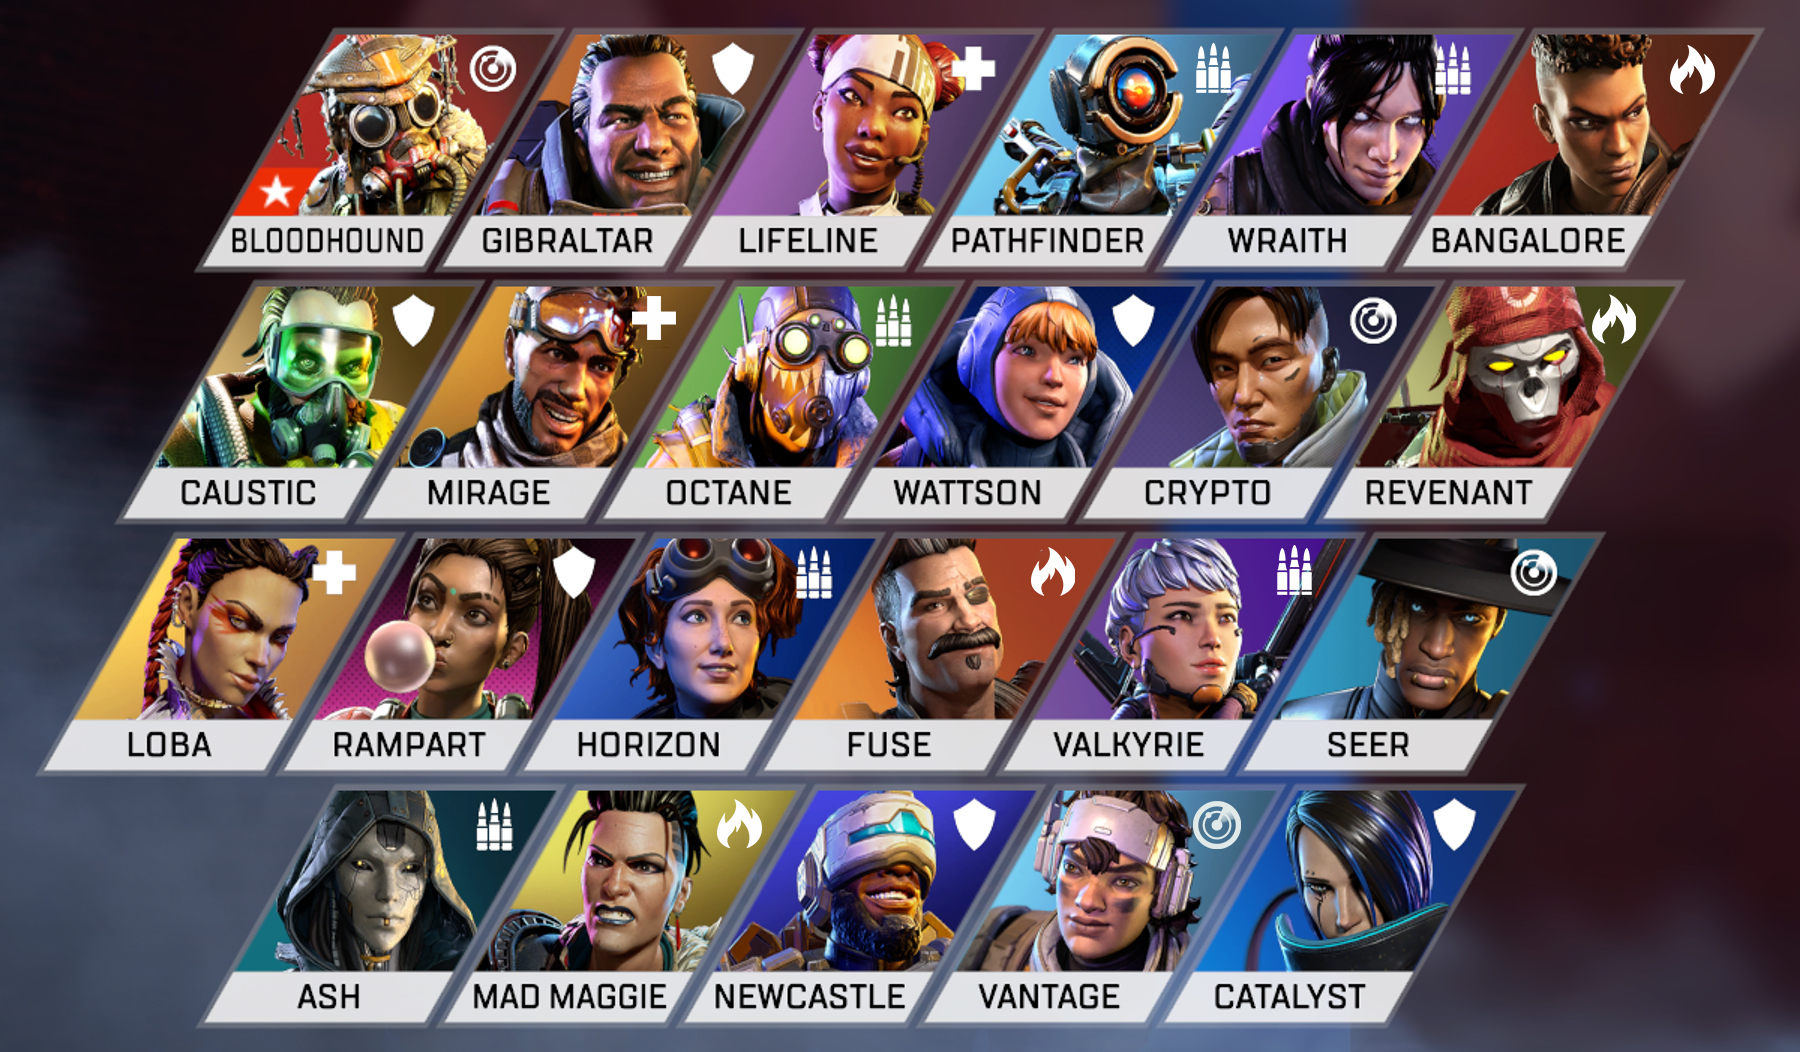 BLOODHOUND
GIBRALTAR
LIFELINE
PATHFINDER
WRAITH
BANGALORE
CAUSTIC
MIRAGE
OCTANE
WATTSON
CRYPTO
REVENANT
LOBA
RAMPART
HORIZON
FUSE
VALKYRIE
SEER
ASH
MAD MAGGIE
NEWCASTLE
VANTAGE
CATALYST